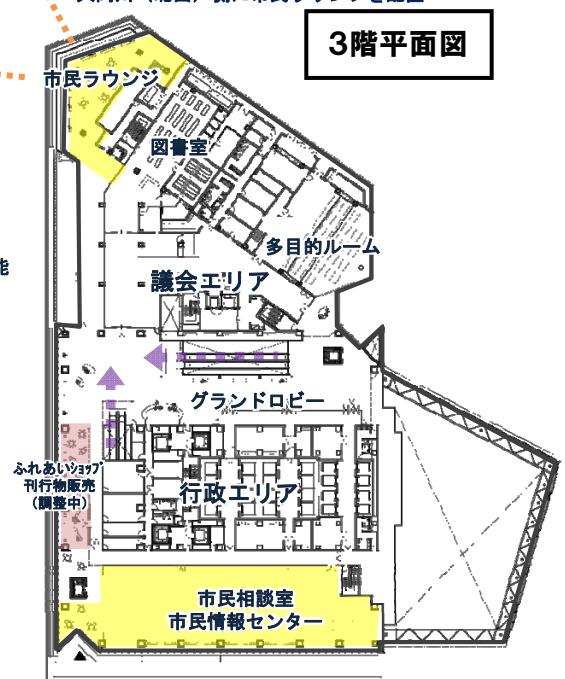 3階平面図
市民ラウンジ
図書室
多目的ルーム
能
議会エリア
グランドロビー
ふれあいショップ
刊行物販売
（調整中）
行政エリア
市民相談室
市民情報センター